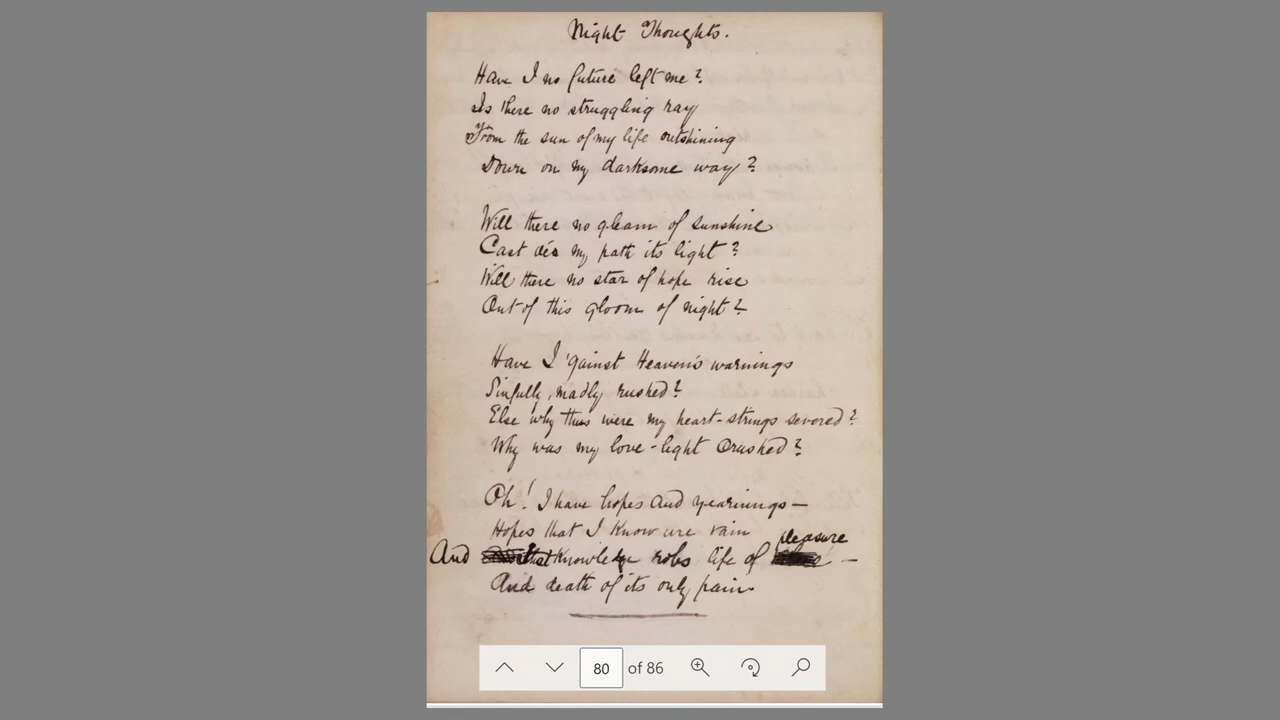 Night Thoughts.
Have I no future left me?
Is there no struggling ray
From the sun of my life outshining
Down on my darksome way?
Will there no gleam of sunshine
Cast o'er my path its light?
Will there no star of hope rise
Out of this gloom of night?
Have I 'gainst Heaven's warnings
Sinfully, madly rushed?
Else why thus were my heart-strings severed?
Why was my love-light crushed?
Oh! I have hopes and yearnings—
Hopes that I know are vain
And knowledge robs life of pleasure —
And death of its only pain.
80 of 86